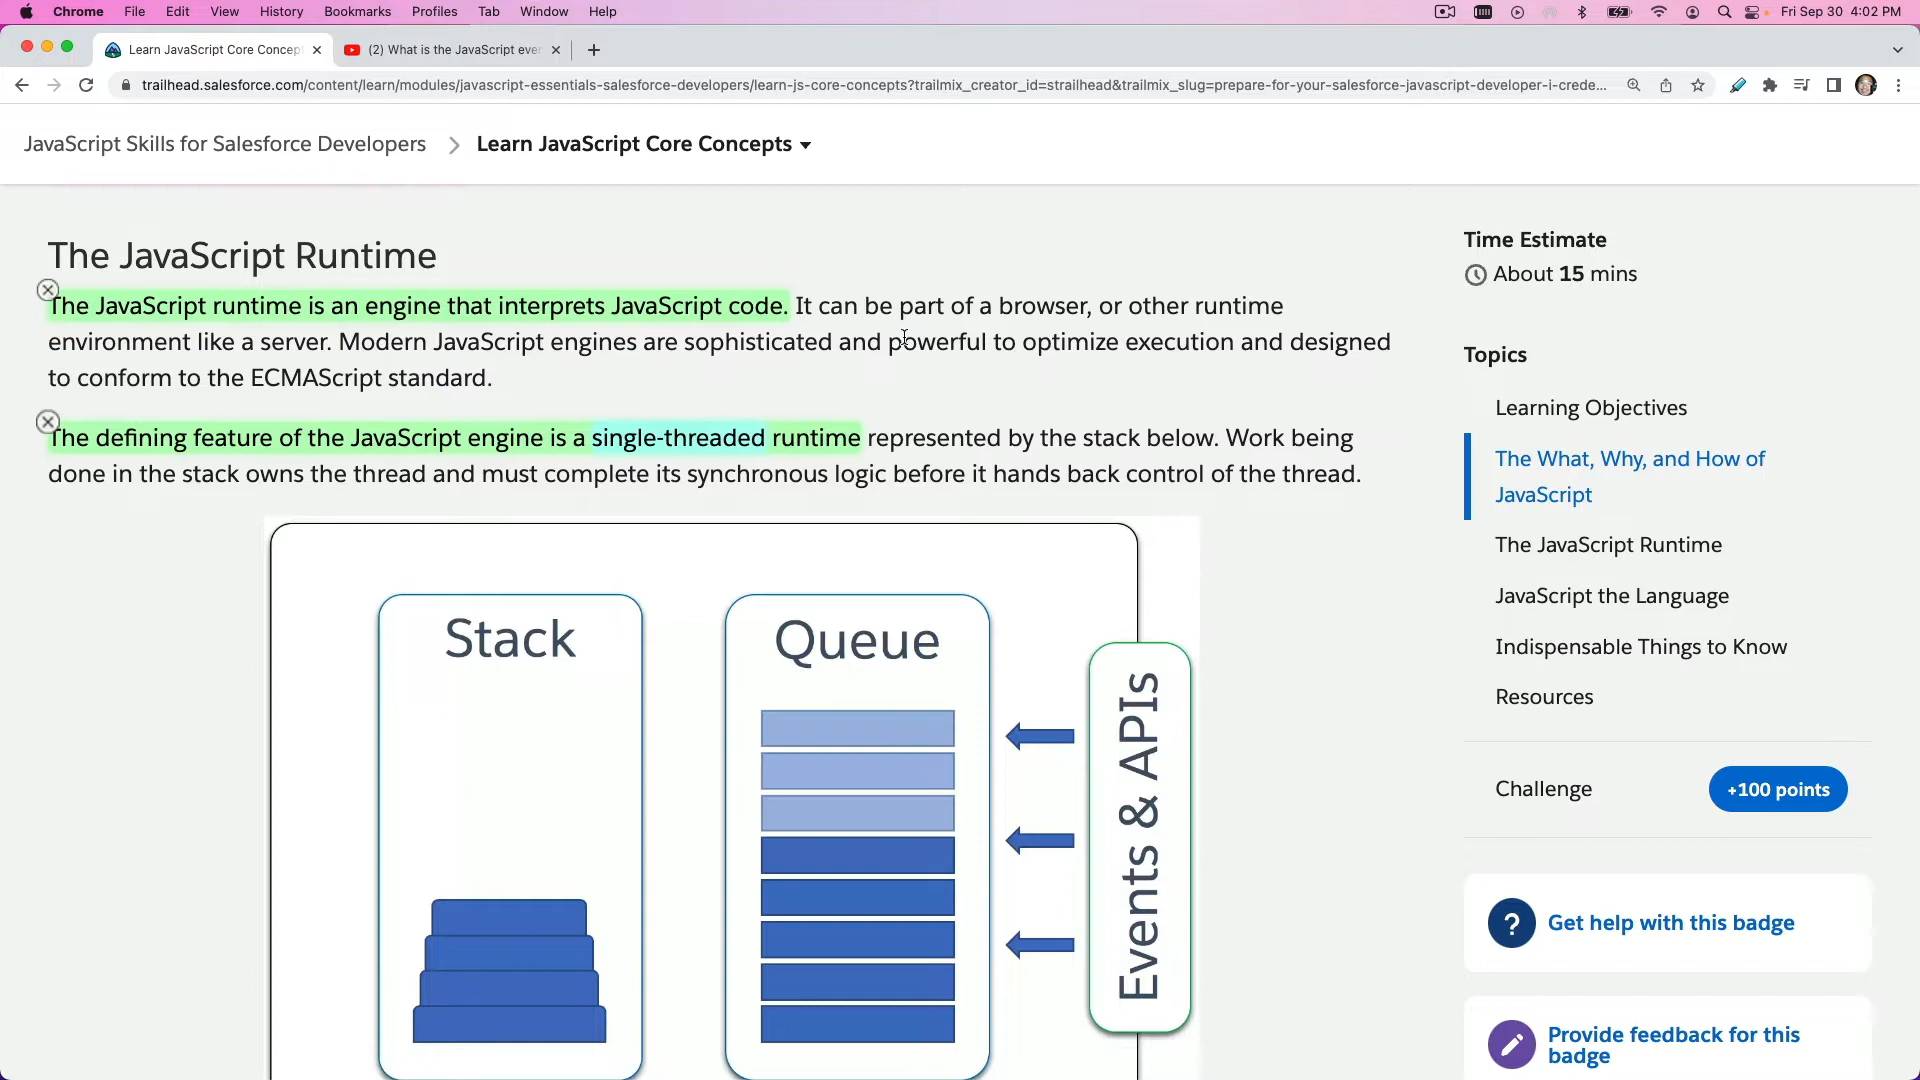 Chrome File Edit View History Bookmarks Profiles Tab Window Help
Fri Sep 30 4:02 PM
Learn JavaScript Core Concept
(2) What is the JavaScript eve
trailhead.salesforce.com/content/learn/modules/javascript-essentials-salesforce-developers/learn-js-core-concepts?trailmix_creator_id=strailhead&trailmix_slug=prepare-for-your-salesforce-javascript-developer-i-crede...
JavaScript Skills for Salesforce Developers
Learn JavaScript Core Concepts
The JavaScript Runtime
The JavaScript runtime is an engine that interprets JavaScript code. It can be part of a browser, or other runtime
environment like a server. Modern JavaScript engines are sophisticated and powerful to optimize execution and designed
to conform to the ECMAScript standard.
The defining feature of the JavaScript engine is a single-threaded runtime represented by the stack below. Work being
done in the stack owns the thread and must complete its synchronous logic before it hands back control of the thread.
Stack
Queue
Events & APIs
Time Estimate
About 15 mins
Topics
Learning Objectives
The What, Why, and How of
JavaScript
The JavaScript Runtime
JavaScript the Language
Indispensable Things to Know
Resources
Challenge
+100 points
? Get help with this badge
Provide feedback for this
badge